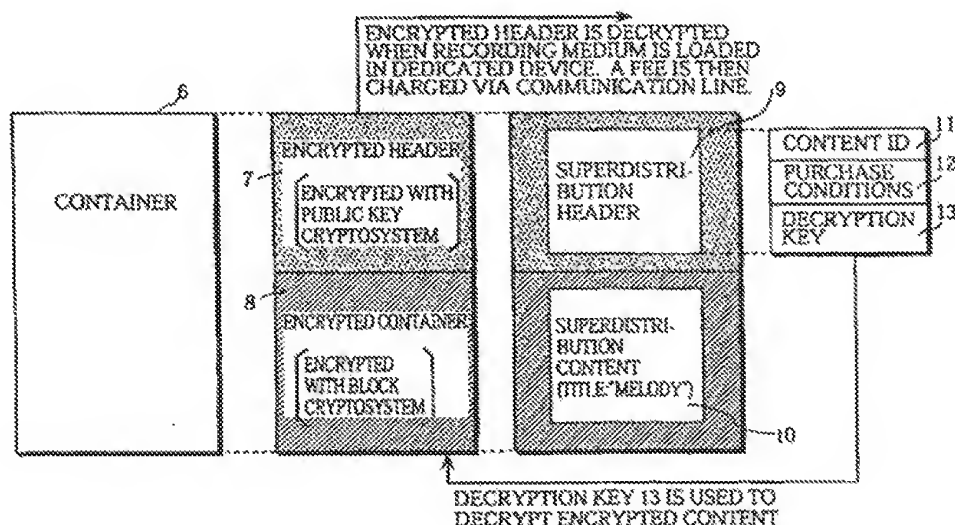 ENCRYPTED HEADER IS DECRYPTED
WHEN RECORDING MEDIUM IS LOADED
IN DEDICATED DEVICE. A FEE IS THEN
CHARGED VIA COMMUNICATION LINE.
6
CONTAINER
7
ENCRYPTED HEADER
ENCRYPTED WITH
PUBLIC KEY
CRYPTOSYSTEM
8
ENCRYPTED CONTAINER
ENCRYPTED
WITH BLOCK
CRYPTOSYSTEM
9
SUPERDISTRI-
BUTION
HEADER
SUPERDISTRI-
BUTION
CONTENT
(TITLE:"MELODY")
10
11
CONTENT ID
12
PURCHASE
CONDITIONS
13
DECRYPTION
KEY
DECRYPTION KEY 13 IS USED TO
DECRYPT ENCRYPTED CONTENT